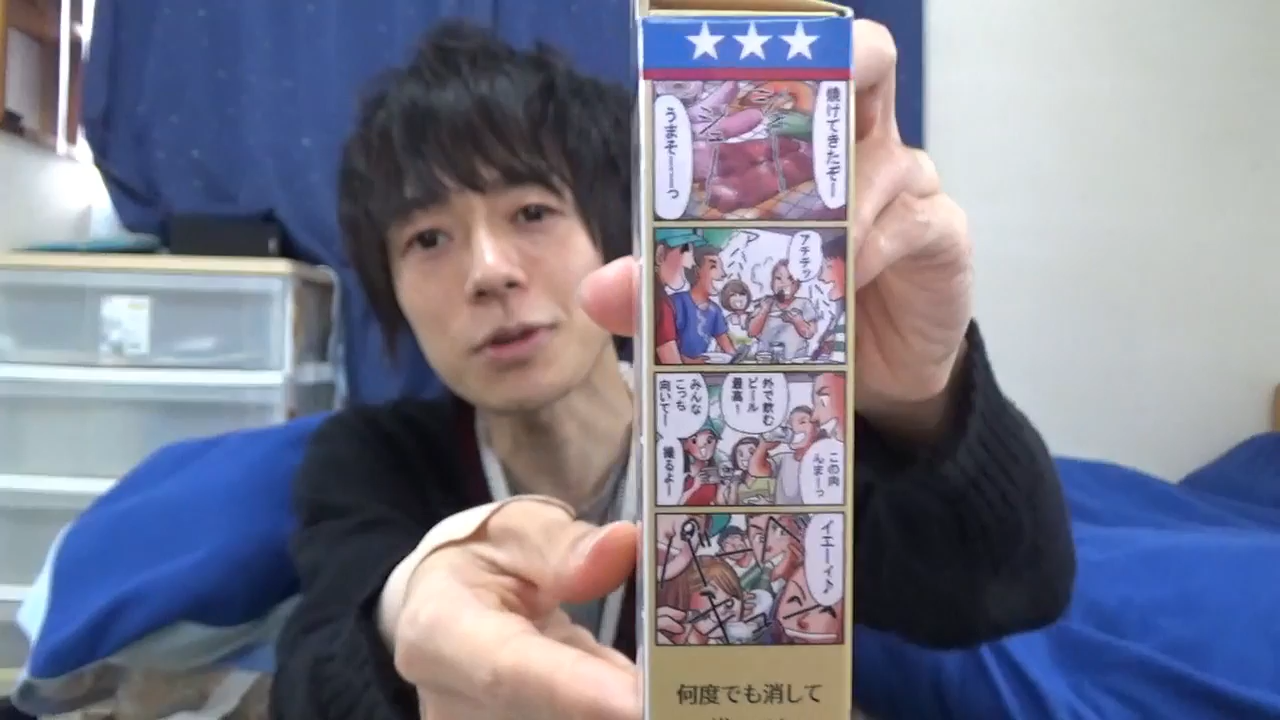 焼けてきたぞー
うまそーーっ
アチチッ
この肉
んまーっ
外で飲む
ビール
最高!
みんな
こっち
向いてー
撮るよー
イエーイ♪
何度でも消して